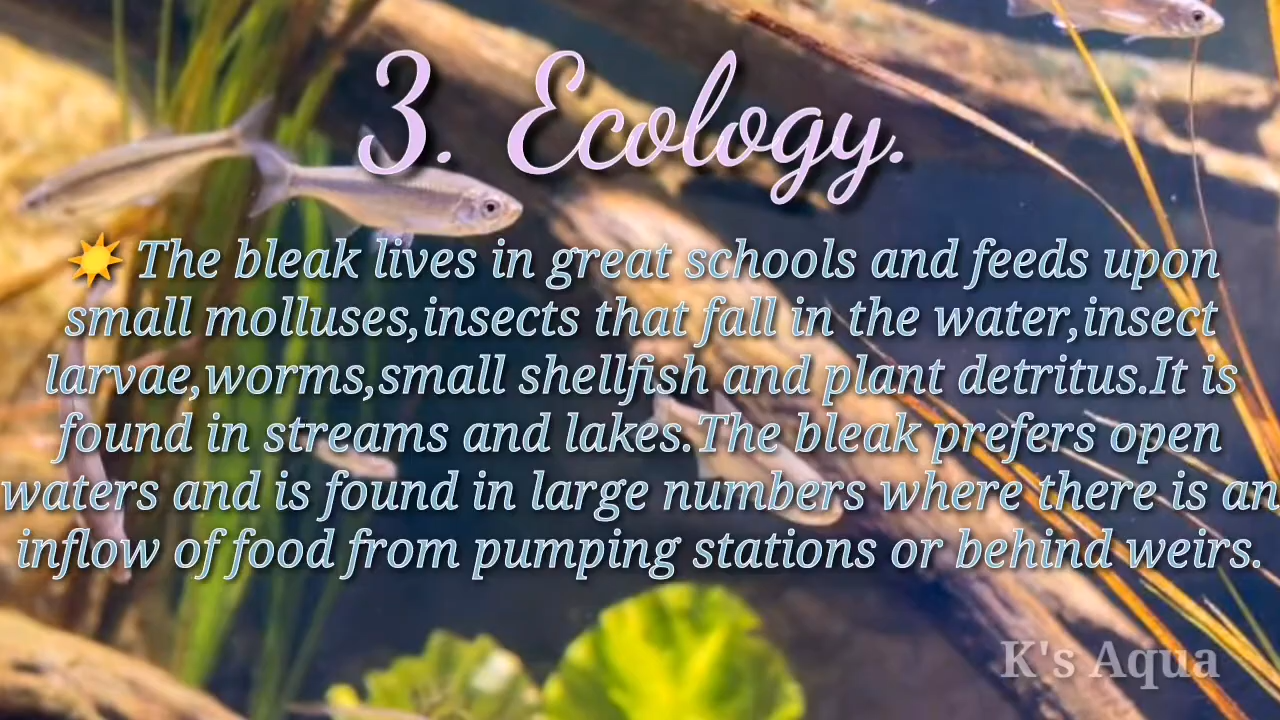 3. Ecology.
☀️ The bleak lives in great schools and feeds upon
small molluses,insects that fall in the water,insect
larvae,worms,small shellfish and plant detritus.It is
found in streams and lakes.The bleak prefers open
waters and is found in large numbers where there is an
inflow of food from pumping stations or behind weirs.
K's Aqua